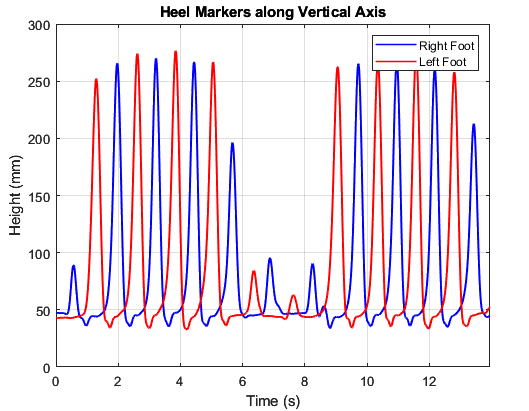 Heel Markers along Vertical Axis
Height (mm)
300
250
200
150
100
50
0
Right Foot
Left Foot
0 2 4 6 8 10 12
Time (s)